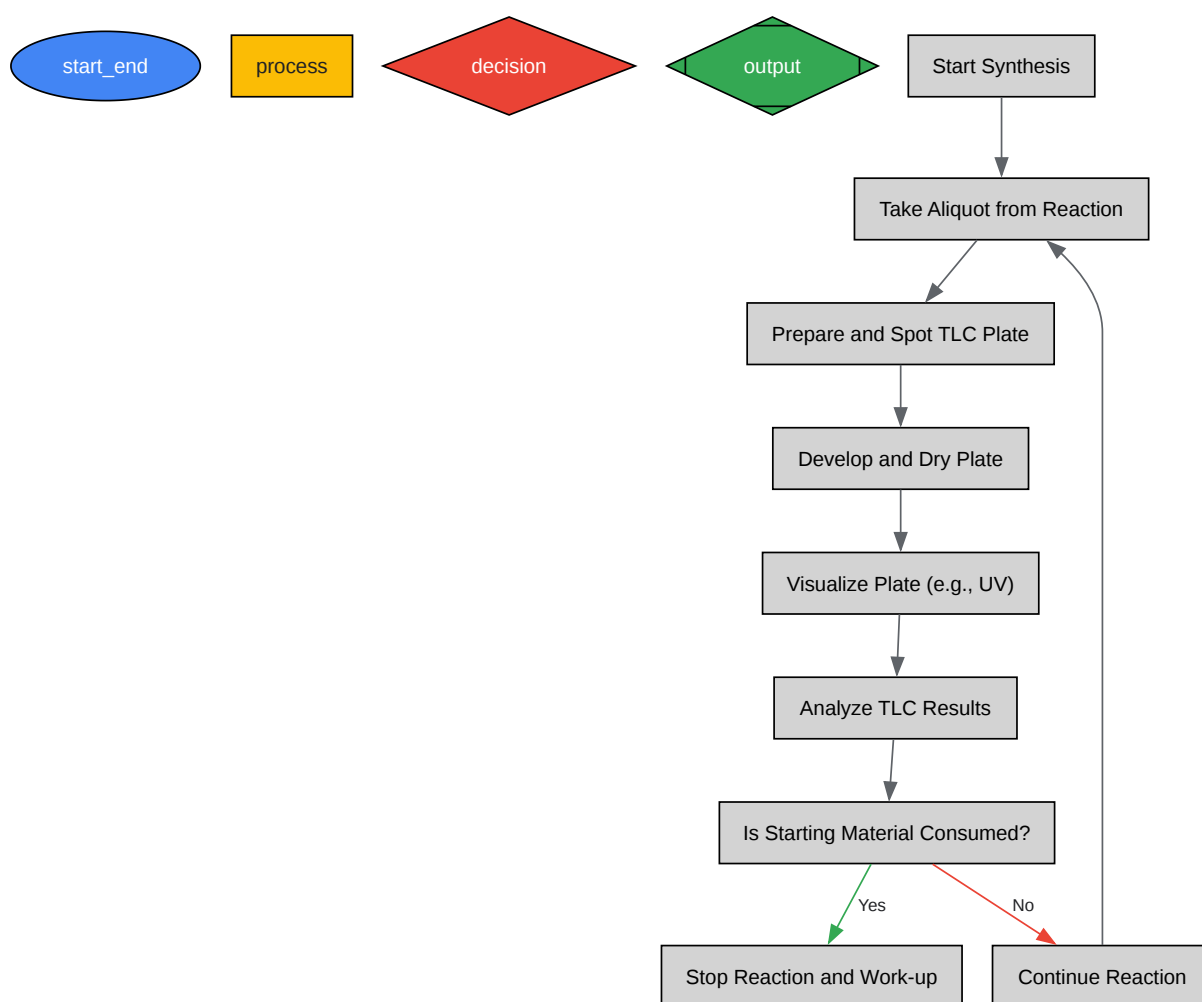 start_end
process
decision
output
Start Synthesis
Take Aliquot from Reaction
Prepare and Spot TLC Plate
Develop and Dry Plate
Visualize Plate (e.g., UV)
Analyze TLC Results
Is Starting Material Consumed?
Yes
No
Stop Reaction and Work-up
Continue Reaction